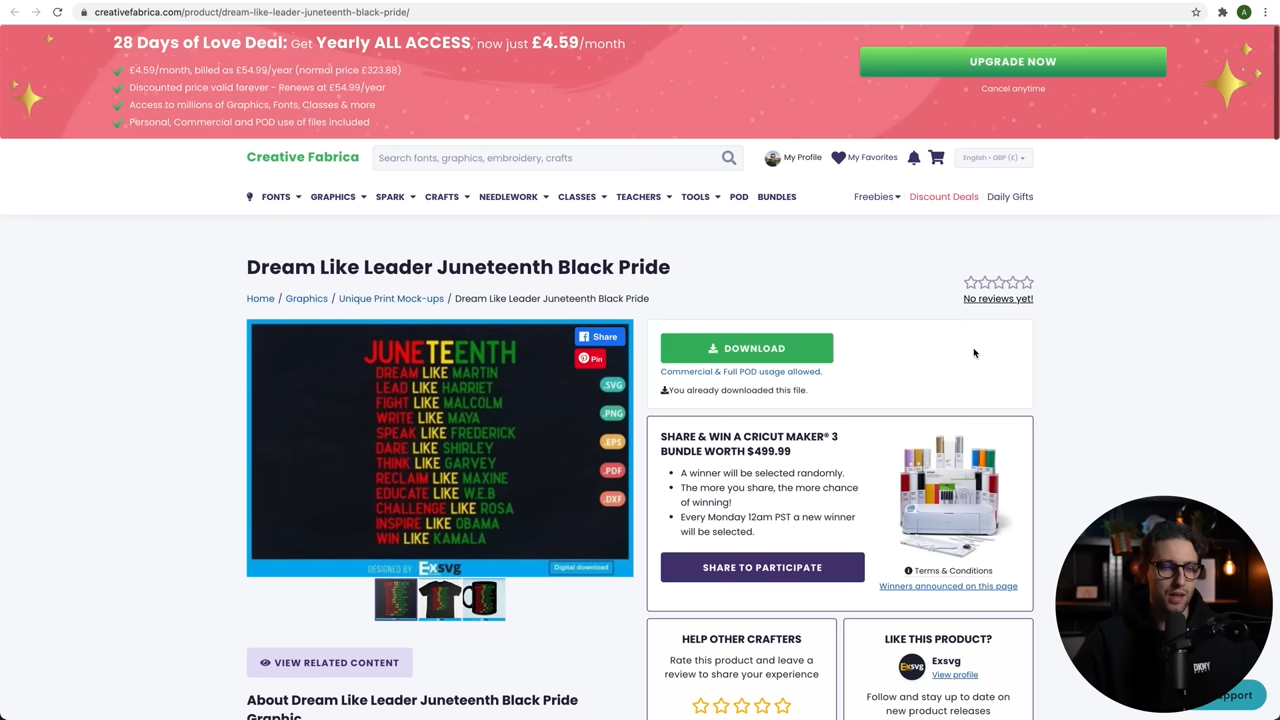 creativefabrica.com/product/dream-like-leader-juneteenth-black-pride/
A
28 Days of Love Deal: Get Yearly ALL ACCESS, now just £4.59/month
£4.59/month, billed as £54.99/year (normal price £323.88)
Discounted price valid forever - Renews at £54.99/year
Access to millions of Graphics, Fonts, Classes & more
Personal, Commercial and POD use of files included
UPGRADE NOW
Cancel anytime
Creative Fabrica
Search fonts, graphics, embroidery, crafts
My Profile
My Favorites
English • GBP (£)
FONTS GRAPHICS SPARK CRAFTS NEEDLEWORK CLASSES TEACHERS TOOLS POD BUNDLES
Freebies Discount Deals Daily Gifts
Dream Like Leader Juneteenth Black Pride
Home / Graphics / Unique Print Mock-ups / Dream Like Leader Juneteenth Black Pride
No reviews yet!
Share
Pin
JUNETEENTH
DREAM LIKE MARTIN
LEAD LIKE HARRIET
FIGHT LIKE MALCOLM
WRITE LIKE MAYA
SPEAK LIKE FREDERICK
DARE LIKE SHIRLEY
THINK LIKE GARVEY
RECLAIM LIKE MAXINE
EDUCATE LIKE W.E.B
CHALLENGE LIKE ROSA
INSPIRE LIKE OBAMA
WIN LIKE KAMALA
.SVG
.PNG
.EPS
.PDF
.DXF
DESIGNED BY Exsvg
Digital download
DOWNLOAD
Commercial & Full POD usage allowed.
You already downloaded this file.
SHARE & WIN A CRICUT MAKER® 3
BUNDLE WORTH $499.99
A winner will be selected randomly.
The more you share, the more chance
of winning!
Every Monday 12am PST a new winner
will be selected.
SHARE TO PARTICIPATE
Terms & Conditions
Winners announced on this page
VIEW RELATED CONTENT
About Dream Like Leader Juneteenth Black Pride
Graphic
HELP OTHER CRAFTERS
Rate this product and leave a
review to share your experience
LIKE THIS PRODUCT?
Exsvg
Exsvg
View profile
Follow and stay up to date on
new product releases
DKNY
pport